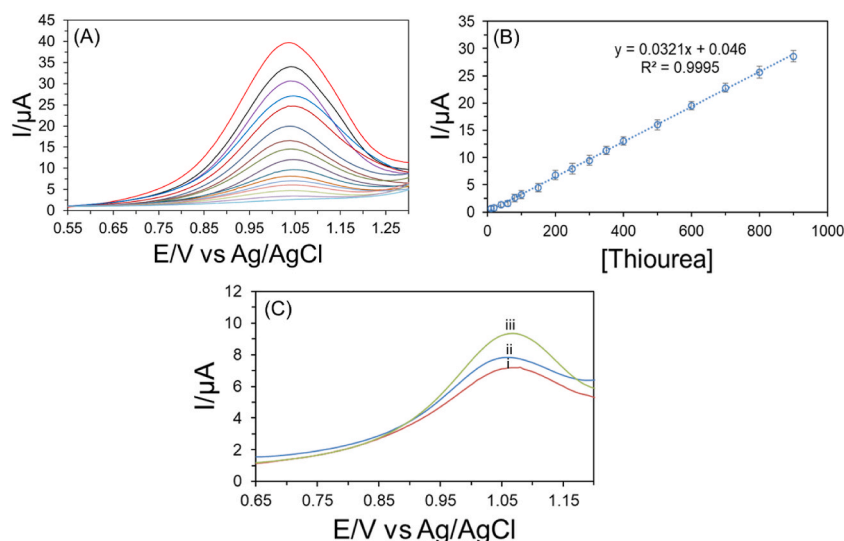 (A)
I/µA
45
40
35
30
25
20
15
10
5
0
0.55 0.65 0.75 0.85 0.95 1.05 1.15 1.25
E/V vs Ag/AgCl
(B)
y = 0.0321x + 0.046
R² = 0.9995
I/µA
35
30
25
20
15
10
5
0
0 200 400 600 800 1000
[Thiourea]
(C)
iii
ii
i
I/µA
12
10
8
6
4
2
0
0.65 0.75 0.85 0.95 1.05 1.15
E/V vs Ag/AgCl